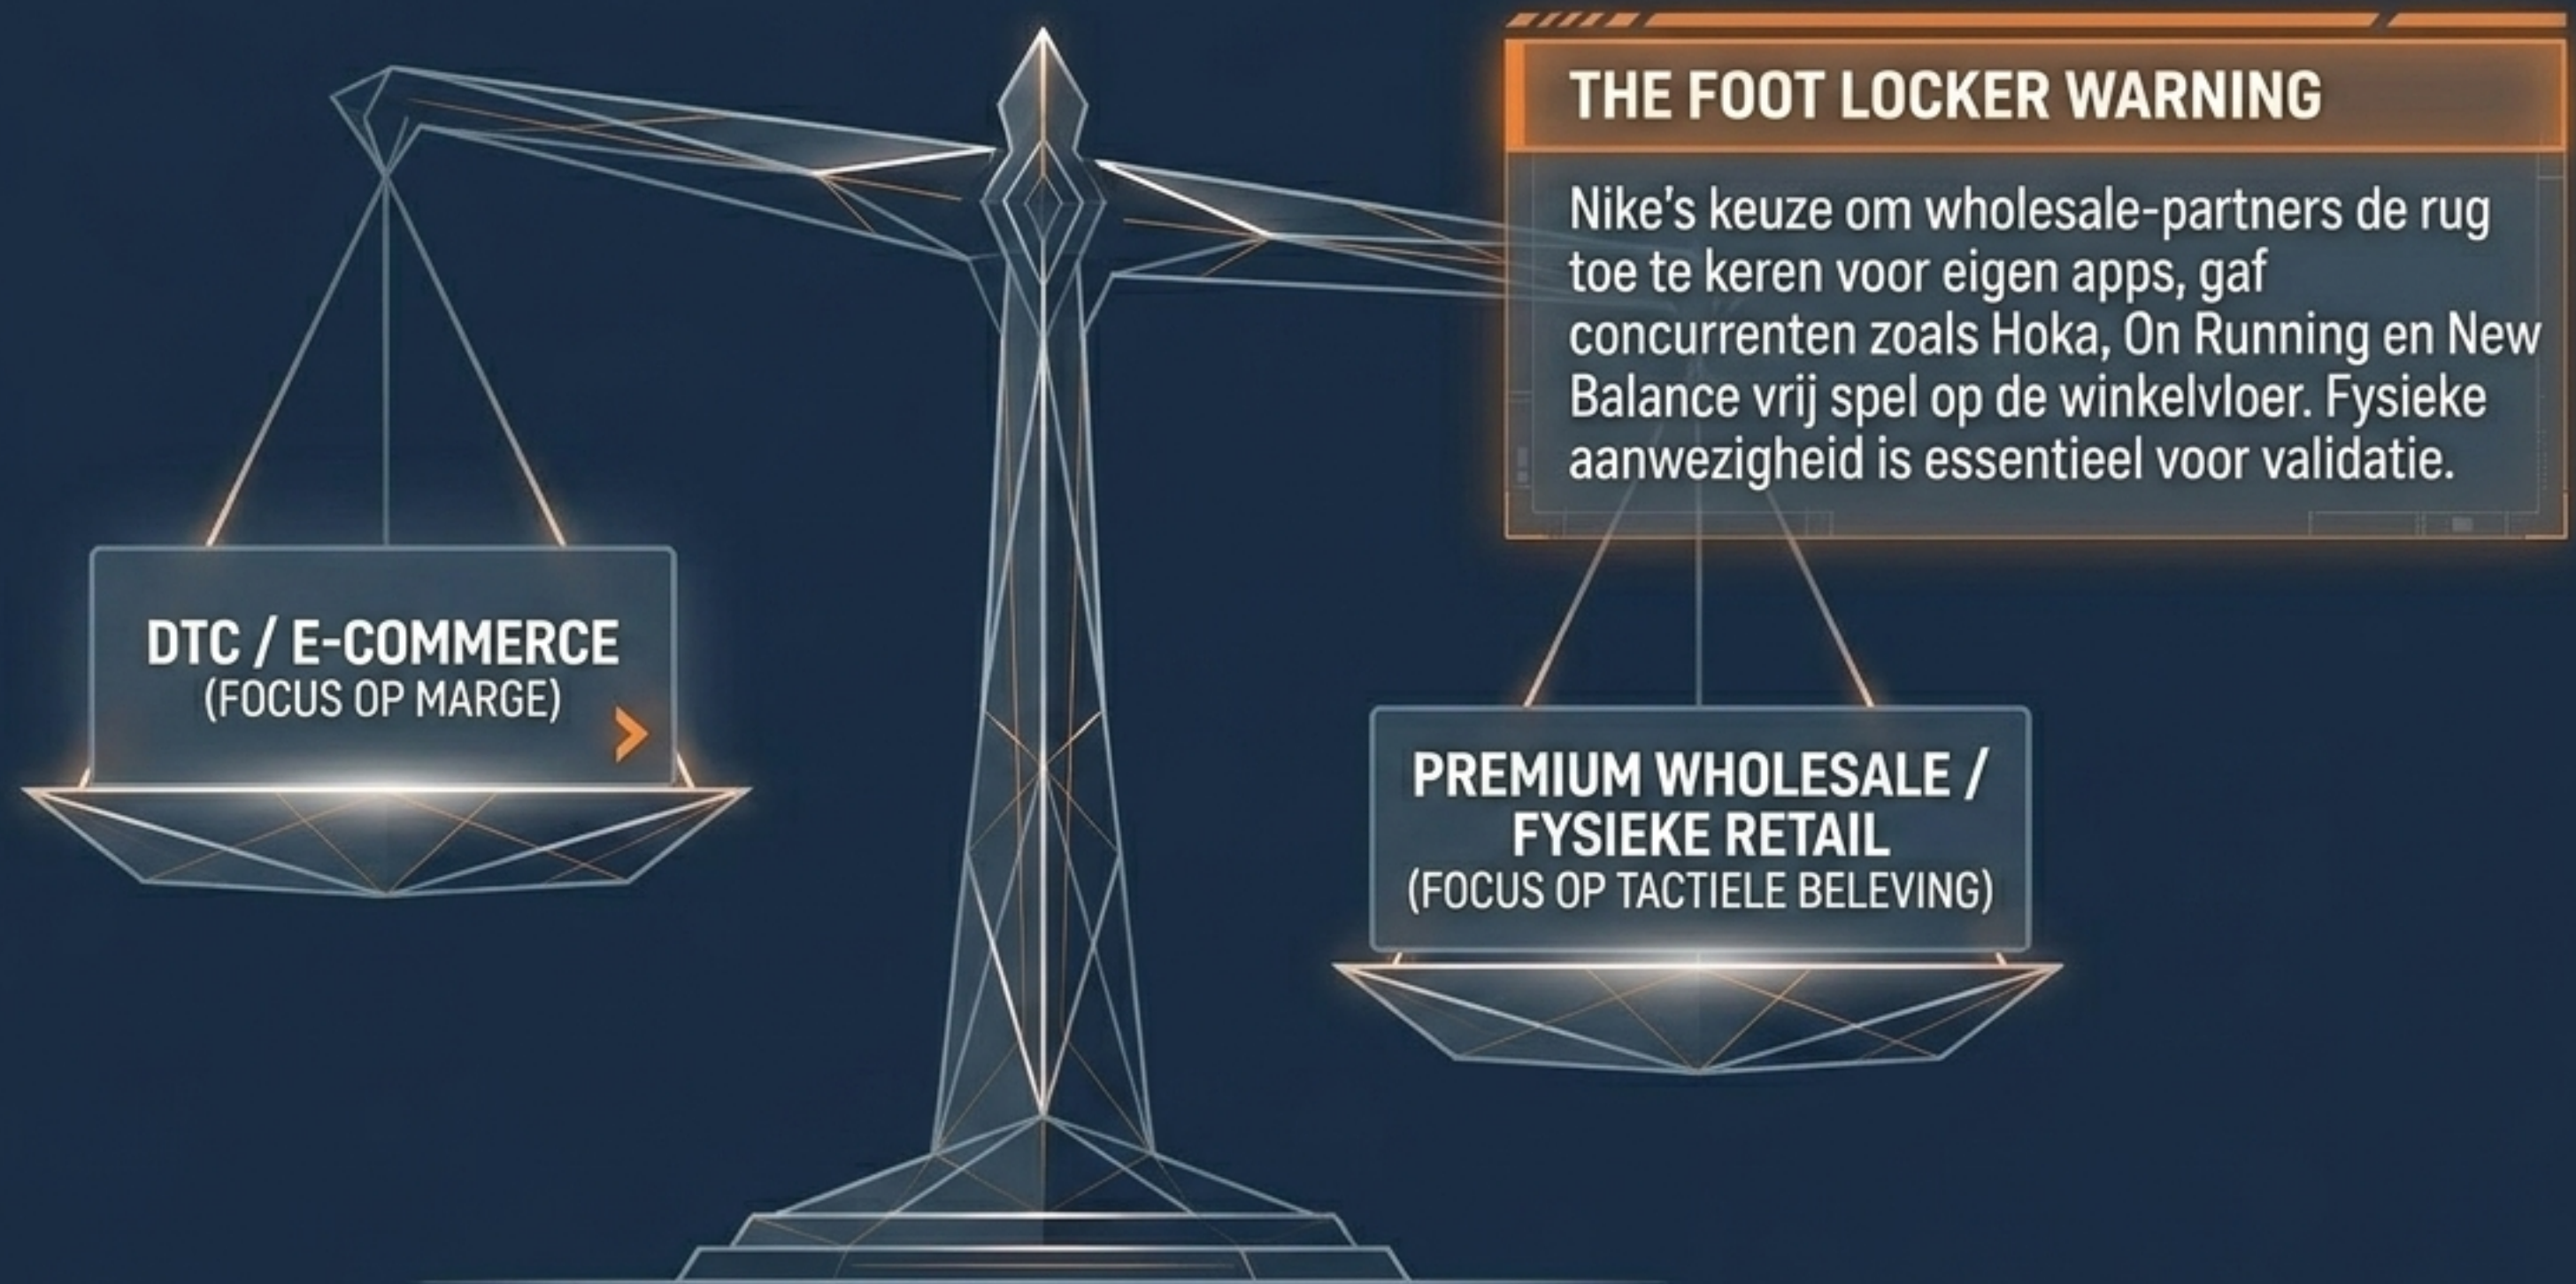 THE FOOT LOCKER WARNING
Nike's keuze om wholesale-partners de rug
toe te keren voor eigen apps, gaf
concurrenten zoals Hoka, On Running en New
Balance vrij spel op de winkelvloer. Fysieke
aanwezigheid is essentieel voor validatie.
DTC / E-COMMERCE
(FOCUS OP MARGE)
PREMIUM WHOLESALE /
FYSIEKE RETAIL
(FOCUS OP TACTIELE BELEVING)